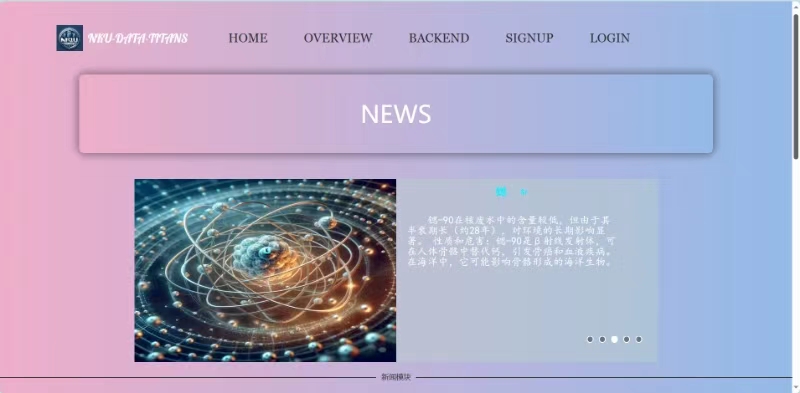 NEU-DATA-TITANS
HOME
OVERVIEW
BACKEND
SIGNUP
LOGIN
NEWS
锶-90在核废水中的含量较低,但由于其
半衰期长(约28年),对环境的长期影响显
著。 性质和危害:锶-90是β射线发射体,可
在人体骨骼中替代钙,引发骨癌和血液疾病。
在海洋中,它可能影响骨骼形成的海洋生物。
新闻模块